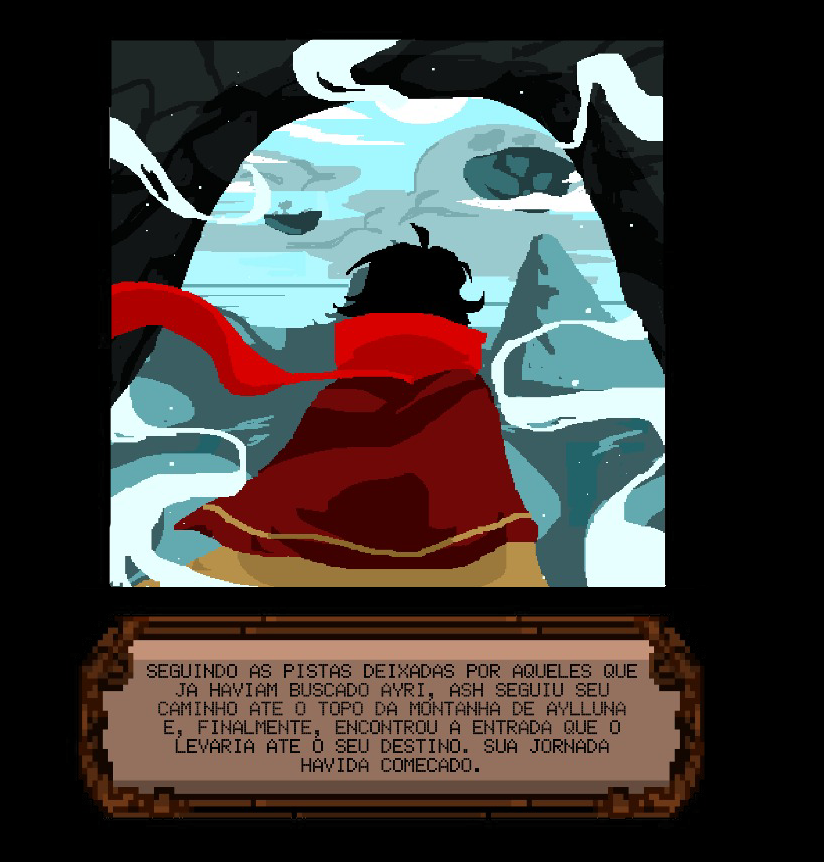 SEGUINDO AS PISTAS DEIXADAS POR AQUELES QUE
JA HAVIAM BUSCADO AYRI, ASH SEGUIU SEU
CAMINHO ATE O TOPO DA MONTANHA DE AYLLUNA
E, FINALMENTE, ENCONTROU A ENTRADA QUE O
LEVARIA ATE O SEU DESTINO. SUA JORNADA
HAVIDA COMECADO.